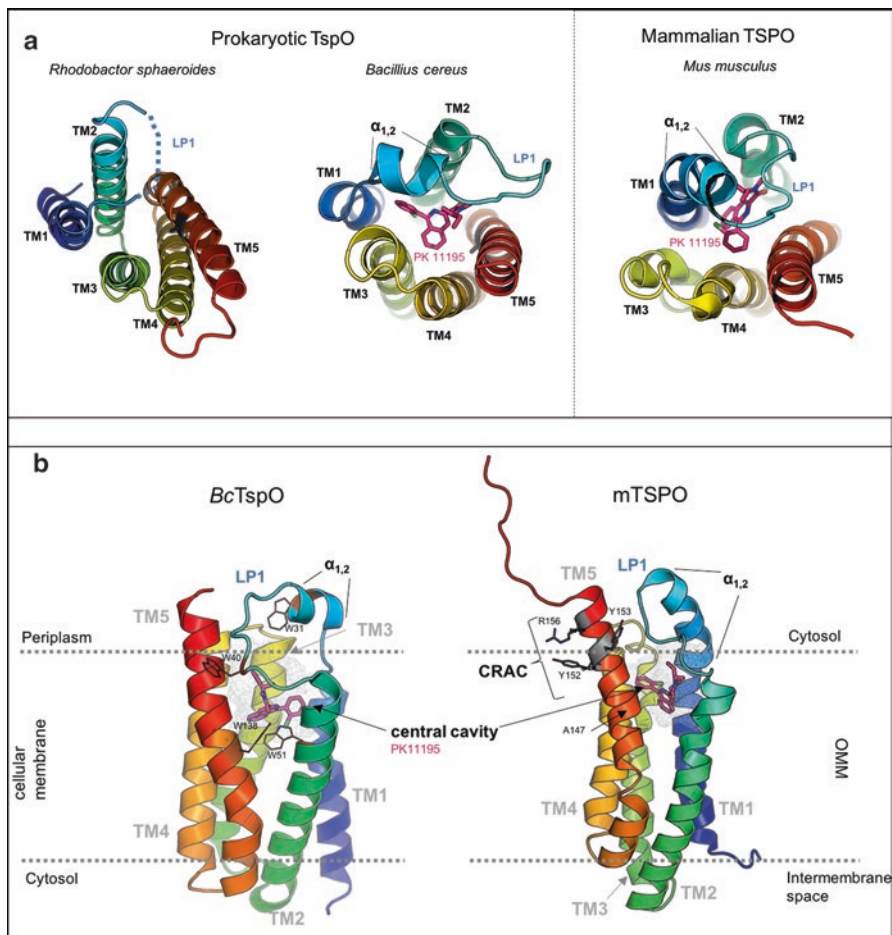 a
Prokaryotic TspO
Mammalian TSPO
Rhodobactor sphaeroides
Bacillius cereus
Mus musculus
TM2
LP1
TM1
TM5
TM3
TM4
TM2
α1,2
LP1
TM1
PK 11195
TM3
TM5
TM4
α1,2
TM2
TM1
LP1
PK 11195
TM5
TM3
TM4
b
BcTspO
mTSPO
α1,2
LP1
TM5
W31
TM3
Periplasm
W40
W138
W51
central cavity
PK11195
cellular membrane
TM1
TM4
Cytosol
TM2
TM5
LP1
α1,2
R156
Y153
Cytosol
CRAC
Y152
A147
OMM
TM4
TM1
TM3
TM2
Intermembrane
space